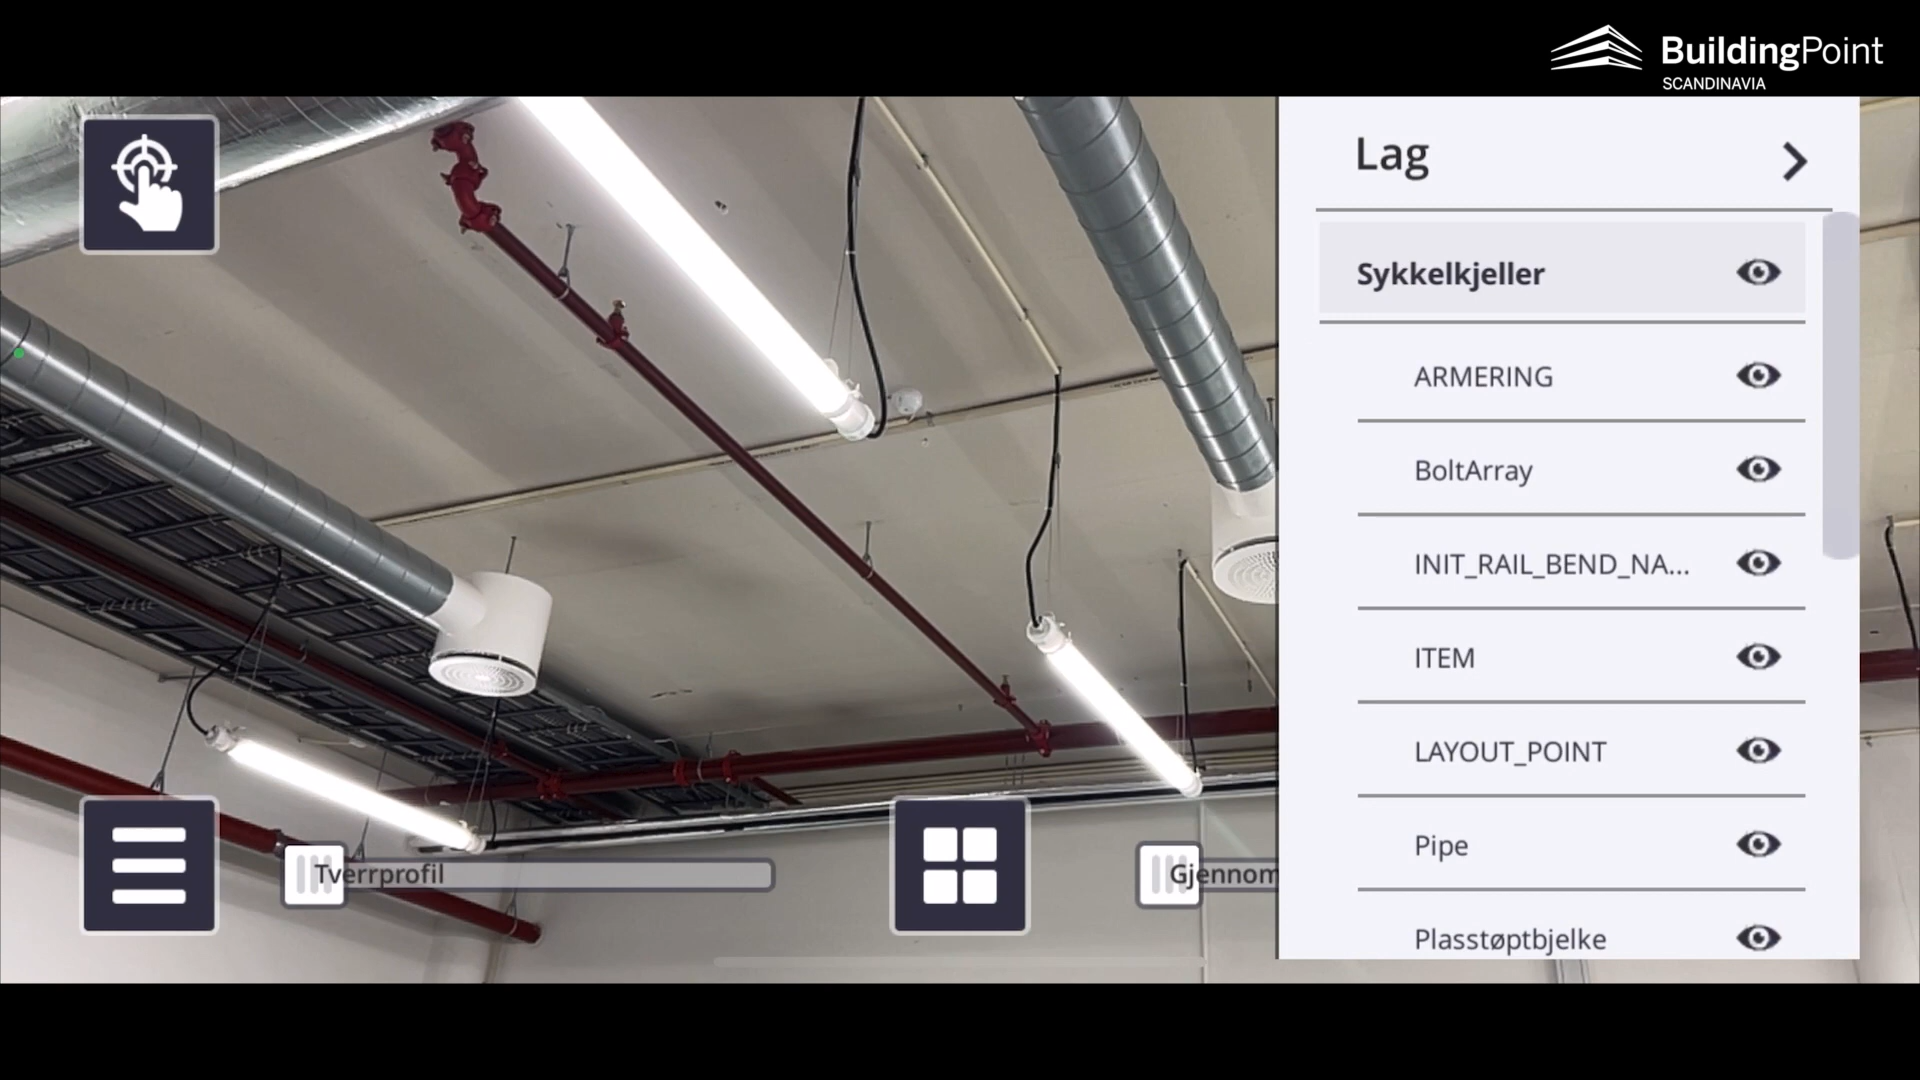 BuildingPoint
SCANDINAVIA
Lag
Sykkelkjeller
ARMERING
BoltArray
INIT_RAIL_BEND_NA...
ITEM
LAYOUT_POINT
Pipe
Plasstøptbjelke
Tverrprofil
Gjennom